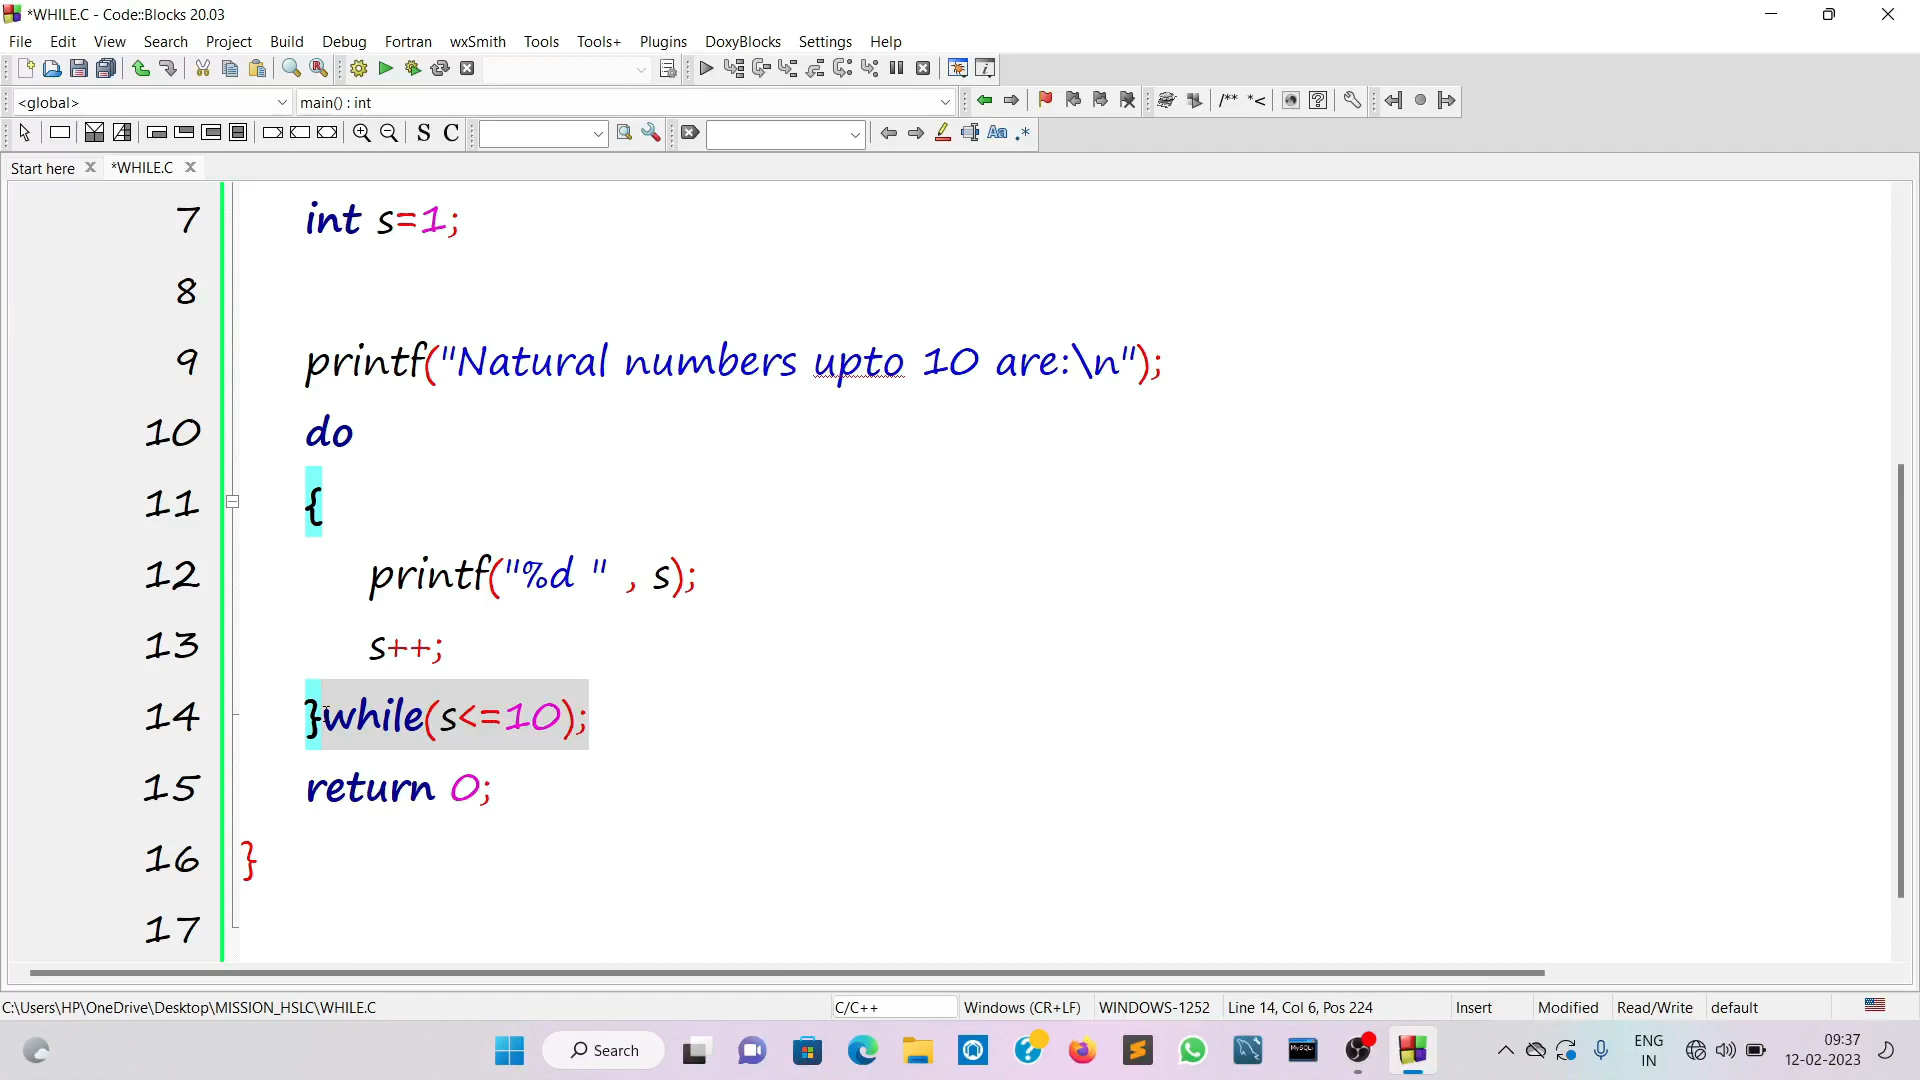 *WHILE.C - Code::Blocks 20.03
File Edit View Search Project Build Debug Fortran wxSmith Tools Tools+ Plugins DoxyBlocks Settings Help
<global> main() : int
/** *<
S C Aa .*
Start here *WHILE.C
7 int s=1;
8
9 printf("Natural numbers upto 10 are:\n");
10 do
11 {
12 printf("%d " , s);
13 s++;
14 }while(s<=10);
15 return 0;
16 }
17
C:\Users\HP\OneDrive\Desktop\MISSION_HSLC\WHILE.C C/C++ Windows (CR+LF) WINDOWS-1252 Line 14, Col 6, Pos 224 Insert Modified Read/Write default
Search
ENG
IN
09:37
12-02-2023